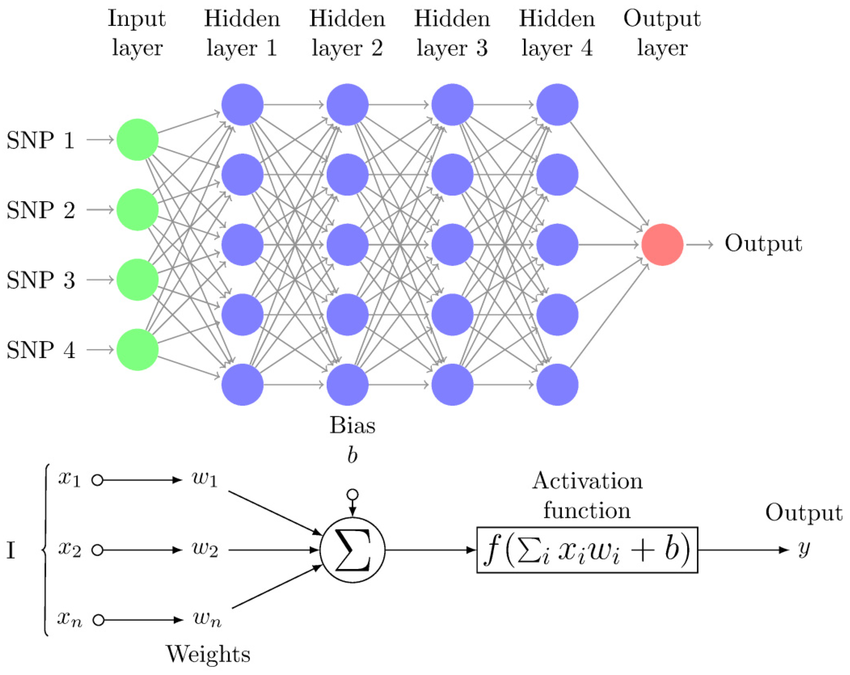 Input layer
Hidden layer 1
Hidden layer 2
Hidden layer 3
Hidden layer 4
Output layer
SNP 1
SNP 2
SNP 3
SNP 4
Output
Bias
b
I
x₁
w₁
x₂
w₂
xₙ
wₙ
Weights
Σ
Activation
function
f(∑ᵢ xᵢwᵢ + b)
Output
y